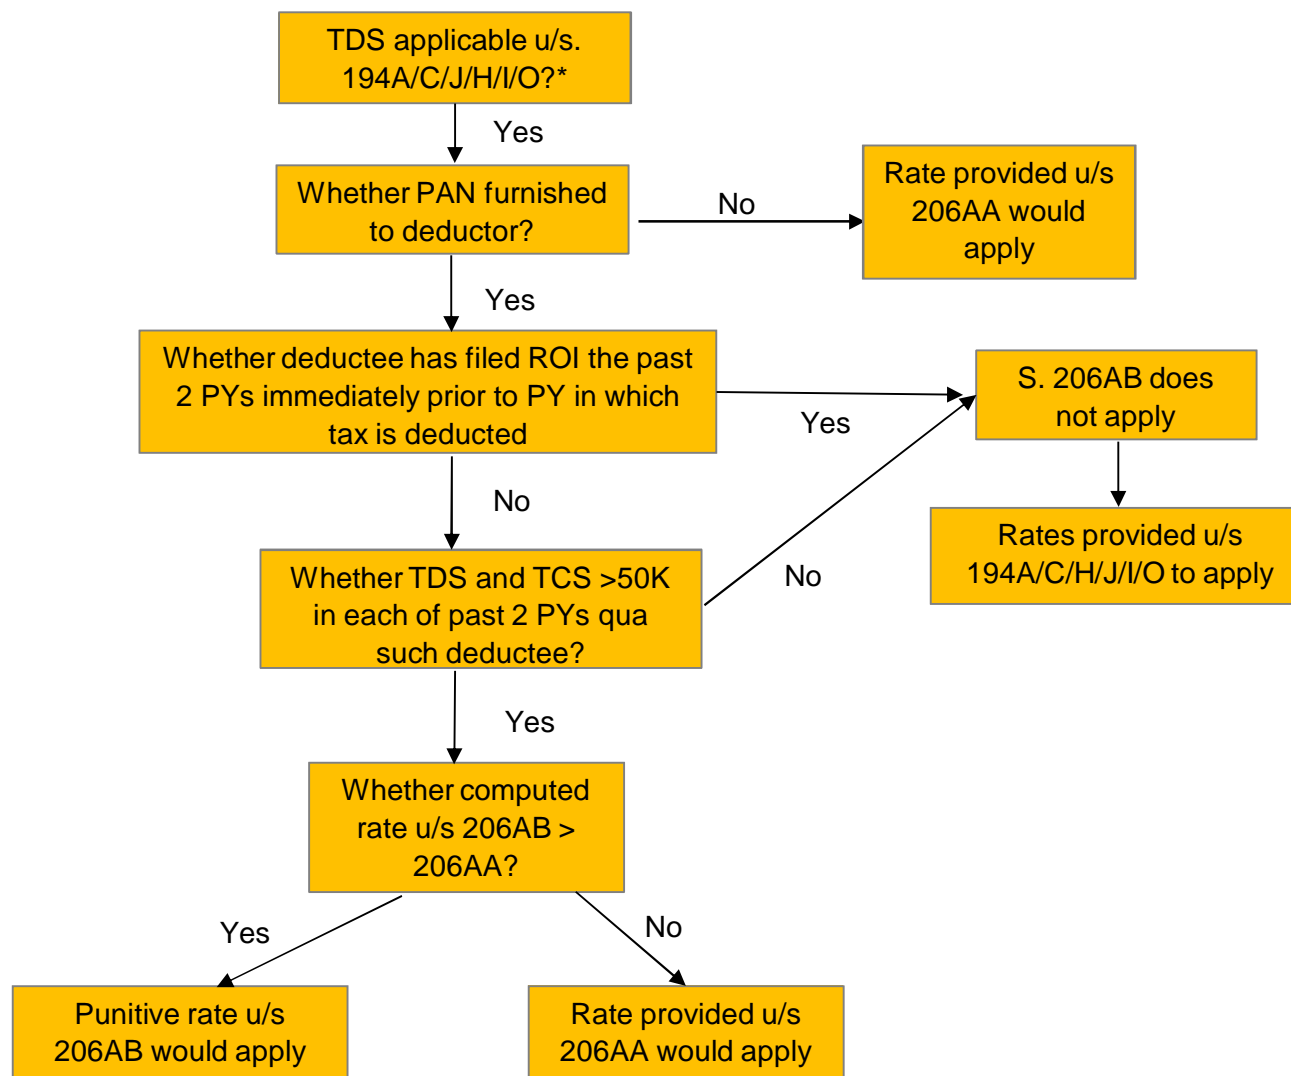 TDS applicable u/s.
194A/C/J/H/I/O?*
Yes
Whether PAN furnished
to deductor?
No
Rate provided u/s
206AA would
apply
Yes
Whether deductee has filed ROI the past
2 PYs immediately prior to PY in which
tax is deducted
Yes
S. 206AB does
not apply
No
Rates provided u/s
194A/C/H/J/I/O to apply
Whether TDS and TCS >50K
in each of past 2 PYs qua
such deductee?
No
Yes
Whether computed
rate u/s 206AB >
206AA?
Yes
No
Punitive rate u/s
206AB would apply
Rate provided u/s
206AA would apply